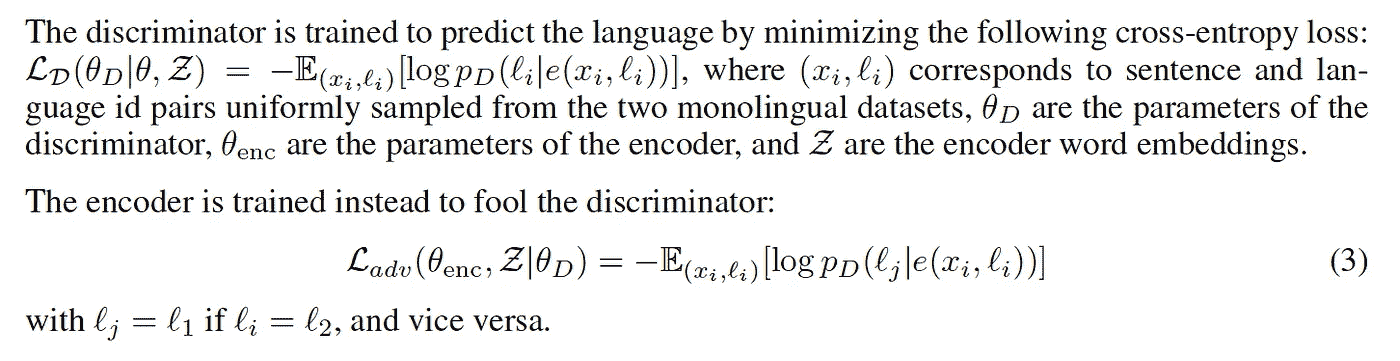 The discriminator is trained to predict the language by minimizing the following cross-entropy loss:
ℒ_𝒟(θ_D|θ, 𝒵) = −𝔼_(x_i,ℓ_i)[log p_D(ℓ_i|e(x_i, ℓ_i))], where (x_i, ℓ_i) corresponds to sentence and lan-
guage id pairs uniformly sampled from the two monolingual datasets, θ_D are the parameters of the
discriminator, θ_enc are the parameters of the encoder, and 𝒵 are the encoder word embeddings.
The encoder is trained instead to fool the discriminator:
ℒ_adv(θ_enc, 𝒵|θ_D) = −𝔼_(x_i,ℓ_i)[log p_D(ℓ_j|e(x_i, ℓ_i))] (3)
with ℓ_j = ℓ_1 if ℓ_i = ℓ_2, and vice versa.